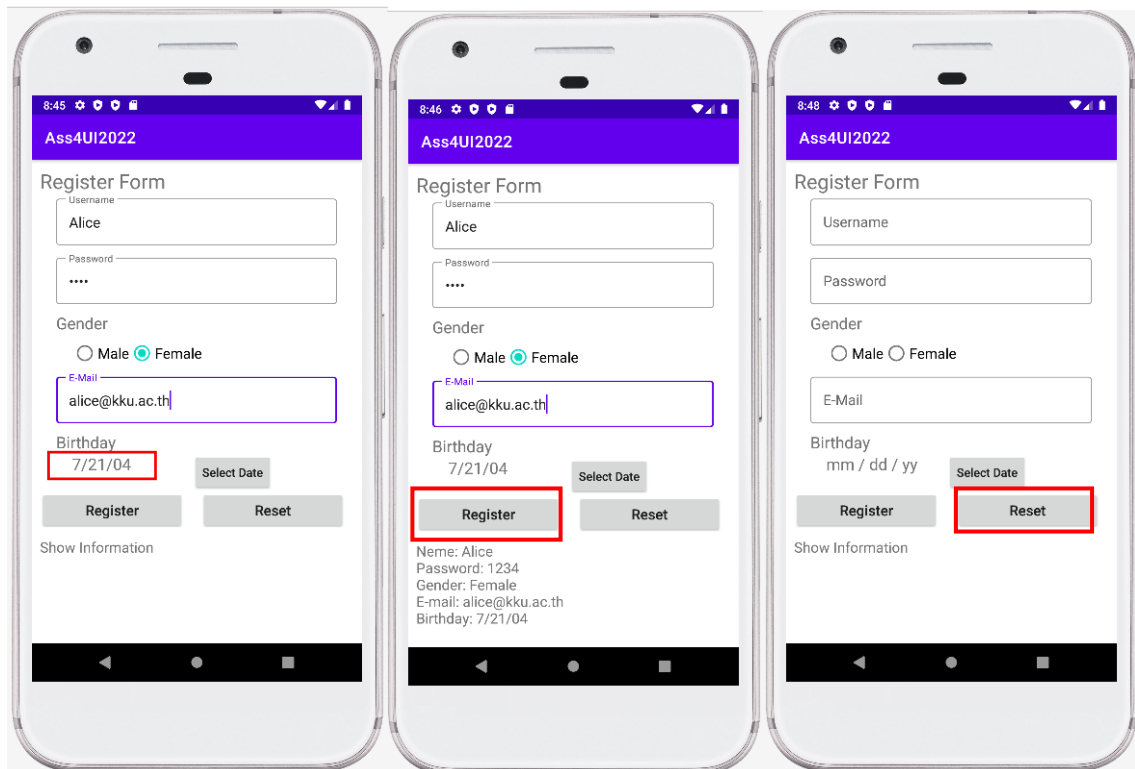 8:45
Ass4UI2022
Register Form
Username
Alice
Password
••••
Gender
Male Female
E-Mail
alice@kku.ac.th
Birthday
7/21/04
Select Date
Register Reset
Show Information
8:46
Ass4UI2022
Register Form
Username
Alice
Password
••••
Gender
Male Female
E-Mail
alice@kku.ac.th
Birthday
7/21/04
Select Date
Register Reset
Neme: Alice
Password: 1234
Gender: Female
E-mail: alice@kku.ac.th
Birthday: 7/21/04
8:48
Ass4UI2022
Register Form
Username
Password
Gender
Male Female
E-Mail
Birthday
mm / dd / yy
Select Date
Register Reset
Show Information